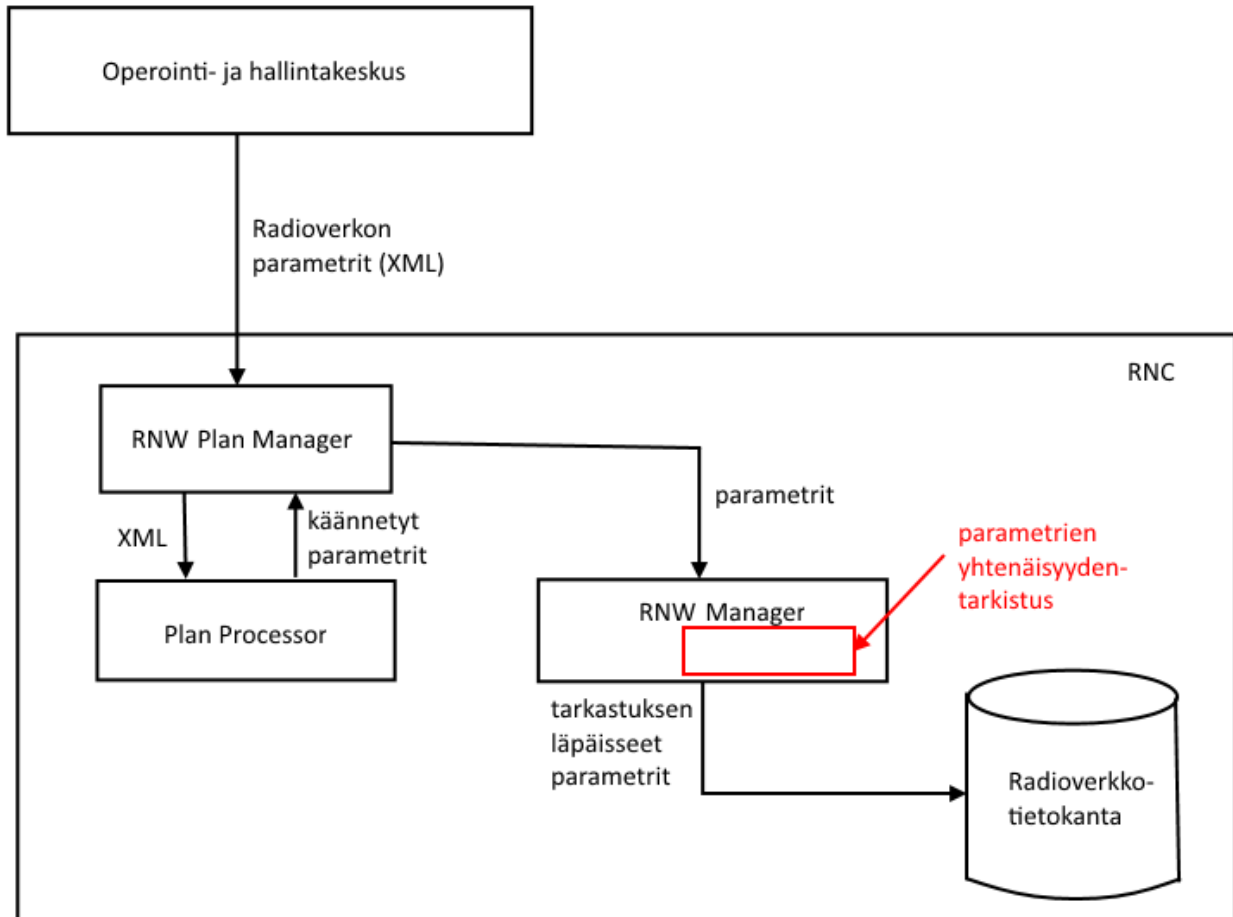 Operointi- ja hallintakeskus
Radioverkon
parametrit (XML)
RNC
RNW Plan Manager
parametrit
XML
käännetyt
parametrit
parametrien
yhtenäisyyden-
tarkistus
Plan Processor
RNW Manager
tarkastuksen
läpäisseet
parametrit
Radioverkko-
tietokanta